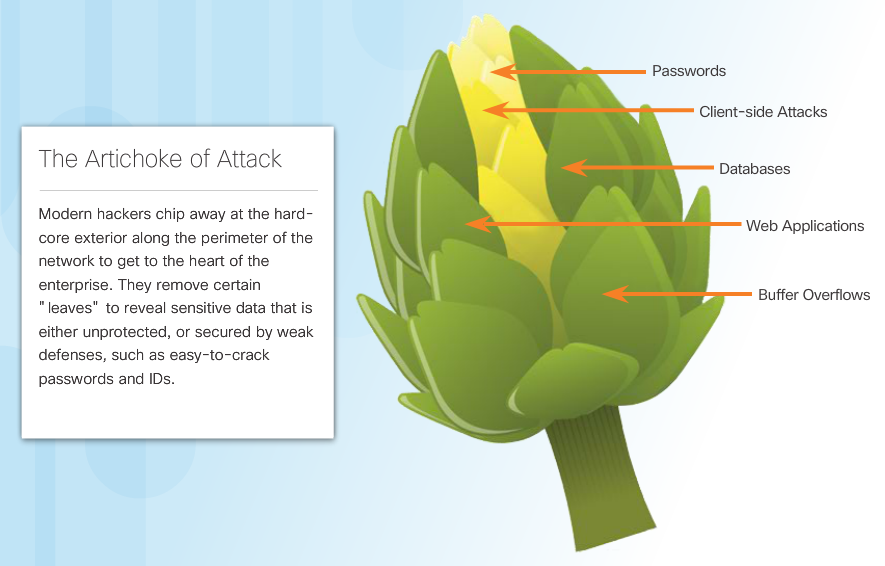 The Artichoke of Attack
Modern hackers chip away at the hard-
core exterior along the perimeter of the
network to get to the heart of the
enterprise. They remove certain
"leaves" to reveal sensitive data that is
either unprotected, or secured by weak
defenses, such as easy-to-crack
passwords and IDs.
Passwords
Client-side Attacks
Databases
Web Applications
Buffer Overflows